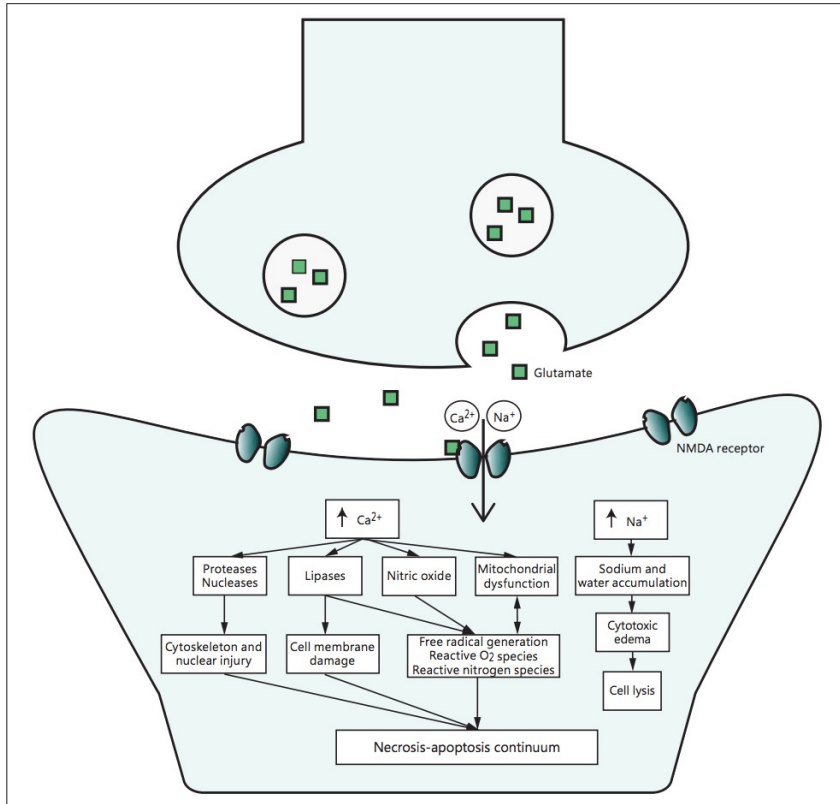 Glutamate
Ca2+
Na+
NMDA receptor
↑ Ca2+
↑ Na+
Proteases
Nucleases
Lipases
Nitric oxide
Mitochondrial
dysfunction
Sodium and
water accumulation
Cytoskeleton and
nuclear injury
Cell membrane
damage
Free radical generation
Reactive O2 species
Reactive nitrogen species
Cytotoxic
edema
Cell lysis
Necrosis-apoptosis continuum